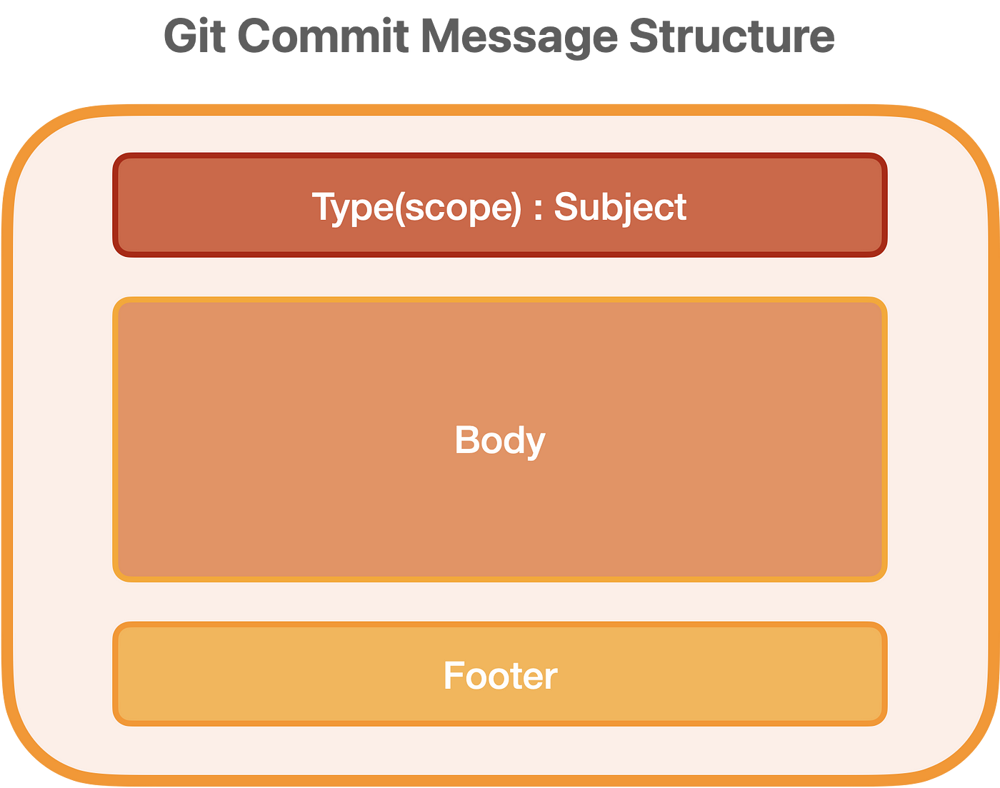 Git Commit Message Structure
Type(scope) : Subject
Body
Footer